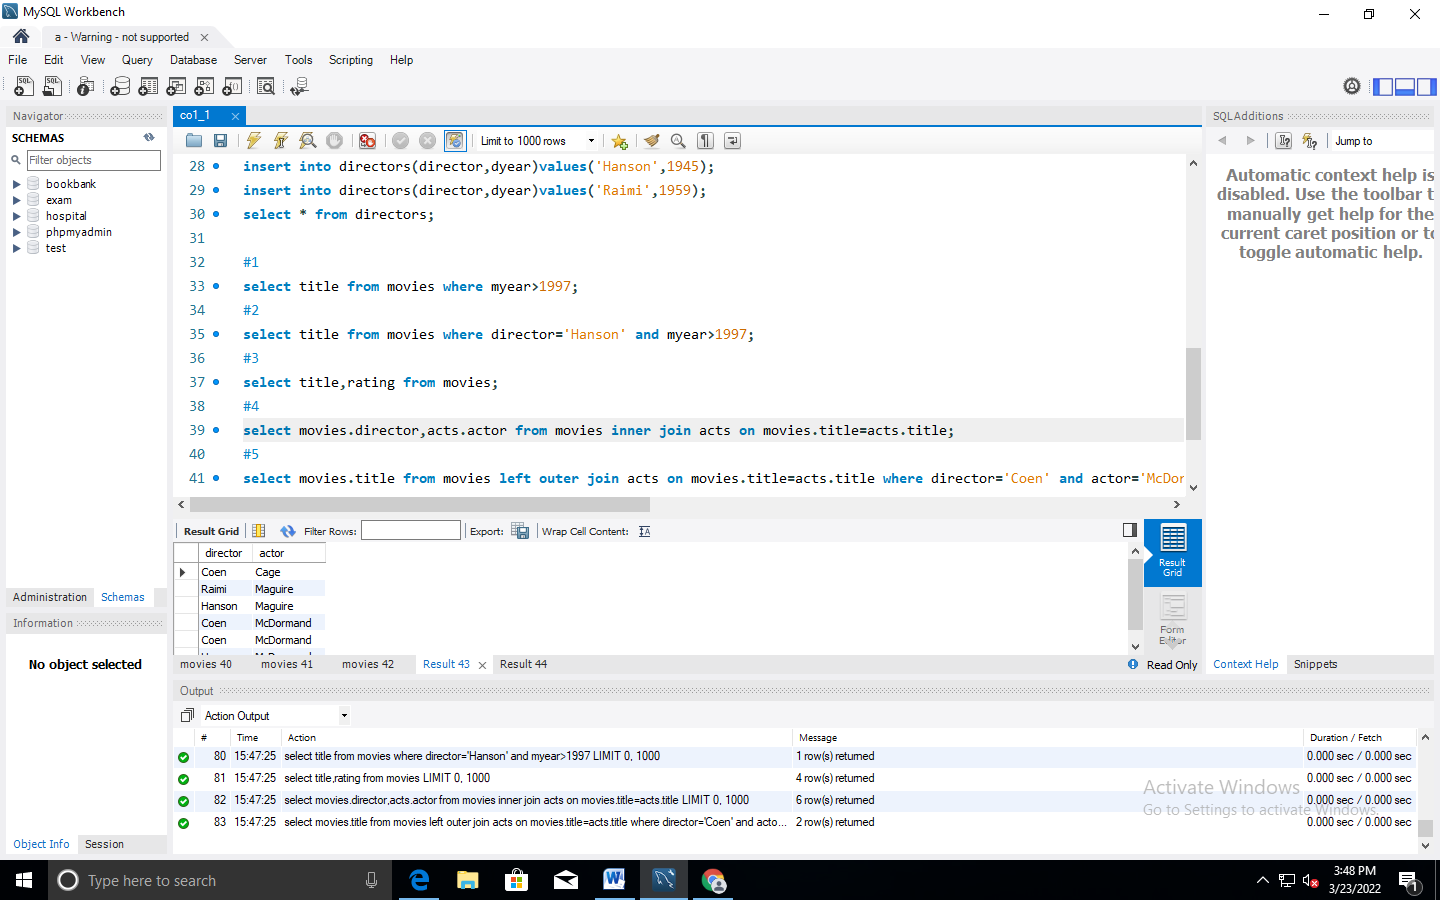 MySQL Workbench
a - Warning - not supported
File Edit View Query Database Server Tools Scripting Help
Navigator
SCHEMAS
Filter objects
bookbank
exam
hospital
phpmyadmin
test
Administration Schemas
Information
No object selected
Object Info Session
co1_1
Limit to 1000 rows
28 insert into directors(director,dyear)values('Hanson',1945);
29 insert into directors(director,dyear)values('Raimi',1959);
30 select * from directors;
31
32 #1
33 select title from movies where myear>1997;
34 #2
35 select title from movies where director='Hanson' and myear>1997;
36 #3
37 select title,rating from movies;
38 #4
39 select movies.director,acts.actor from movies inner join acts on movies.title=acts.title;
40 #5
41 select movies.title from movies left outer join acts on movies.title=acts.title where director='Coen' and actor='McDor
Result Grid Filter Rows: Export: Wrap Cell Content:
director actor
Coen Cage
Raimi Maguire
Hanson Maguire
Coen McDormand
Coen McDormand
Result Grid
Form Editor
movies 40 movies 41 movies 42 Result 43 Result 44
Read Only
SQLAdditions
Jump to
Automatic context help is
disabled. Use the toolbar t
manually get help for the
current caret position or to
toggle automatic help.
Context Help Snippets
Output
Action Output
# Time Action Message Duration / Fetch
80 15:47:25 select title from movies where director='Hanson' and myear>1997 LIMIT 0, 1000 1 row(s) returned 0.000 sec / 0.000 sec
81 15:47:25 select title,rating from movies LIMIT 0, 1000 4 row(s) returned 0.000 sec / 0.000 sec
82 15:47:25 select movies.director,acts.actor from movies inner join acts on movies.title=acts.title LIMIT 0, 1000 6 row(s) returned 0.000 sec / 0.000 sec
83 15:47:25 select movies.title from movies left outer join acts on movies.title=acts.title where director='Coen' and acto... 2 row(s) returned 0.000 sec / 0.000 sec
Activate Windows
Go to Settings to activate Windows.
Type here to search
3:48 PM
3/23/2022
1